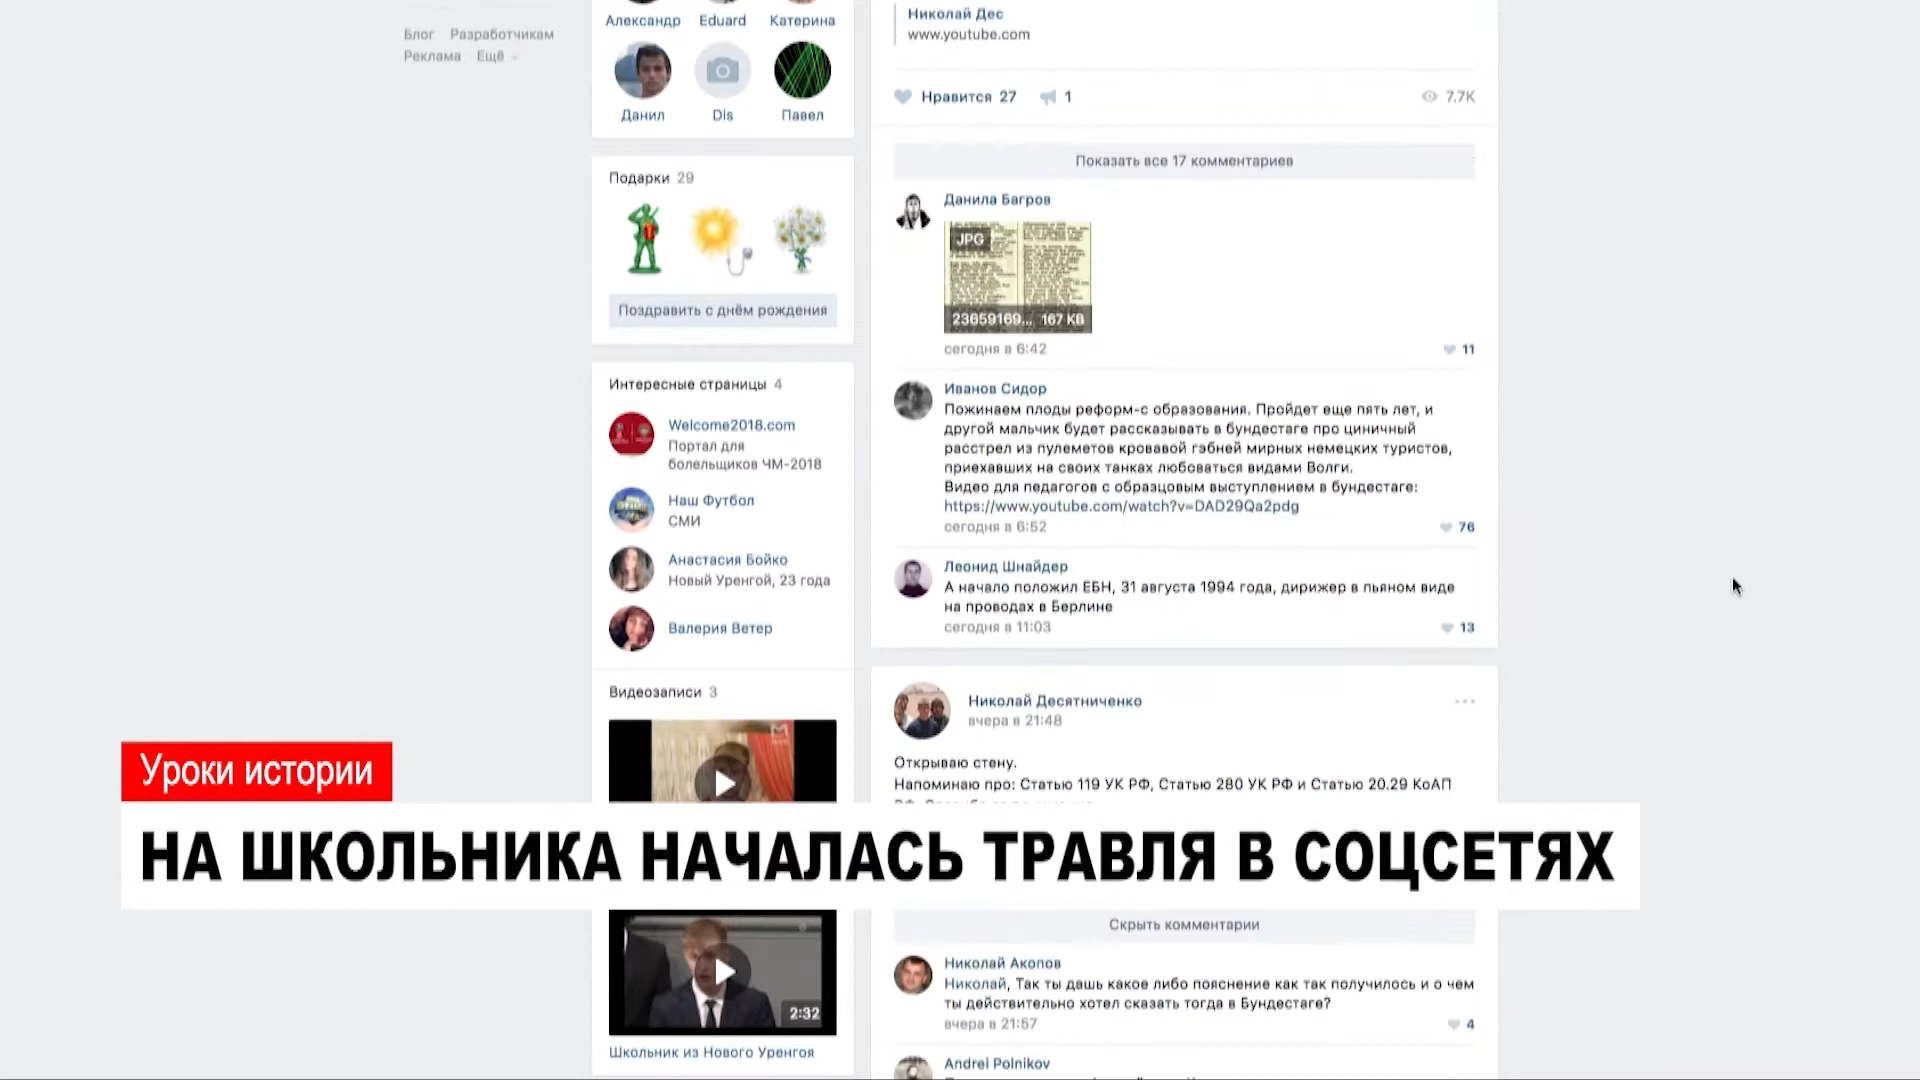 Блог Разработчикам
Реклама Ещё
Александр Eduard Катерина
Данил Dis Павел
Подарки 29
Поздравить с днём рождения
Интересные страницы 4
Welcome2018.com
Портал для
болельщиков ЧМ-2018
Наш Футбол
СМИ
Анастасия Бойко
Новый Уренгой, 23 года
Валерия Ветер
Видеозаписи 3
2:32
Школьник из Нового Уренгоя
Николай Дес
www.youtube.com
Нравится 27 1 7.7K
Показать все 17 комментариев
Данила Багров
JPG
23659169... 167 KB
сегодня в 6:42 11
Иванов Сидор
Пожинаем плоды реформ-с образования. Пройдет еще пять лет, и
другой мальчик будет рассказывать в бундестаге про циничный
расстрел из пулеметов кровавой гэбней мирных немецких туристов,
приехавших на своих танках любоваться видами Волги.
Видео для педагогов с образцовым выступлением в бундестаге:
https://www.youtube.com/watch?v=DAD29Qa2pdg
сегодня в 6:52 76
Леонид Шнайдер
А начало положил ЕБН, 31 августа 1994 года, дирижер в пьяном виде
на проводах в Берлине
сегодня в 11:03 13
Николай Десятниченко
вчера в 21:48
Открываю стену.
Напоминаю про: Статью 119 УК РФ, Статью 280 УК РФ и Статью 20.29 КоАП
Уроки истории
НА ШКОЛЬНИКА НАЧАЛАСЬ ТРАВЛЯ В СОЦСЕТЯХ
Скрыть комментарии
Николай Акопов
Николай, Так ты дашь какое либо пояснение как так получилось и о чем
ты действительно хотел сказать тогда в Бундестаге?
вчера в 21:57 4
Andrei Polnikov